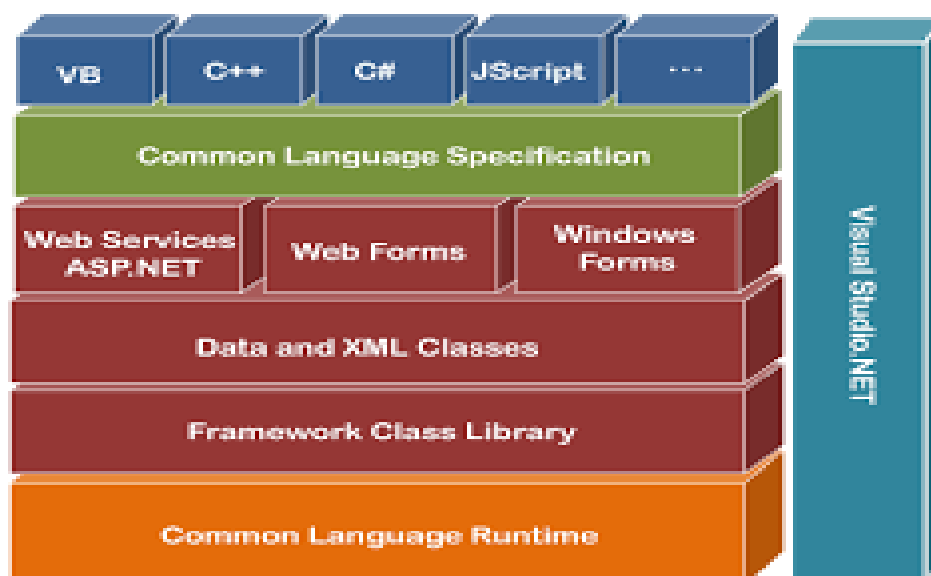 VB
C++
C#
JScript
---
Common Language Specification
Web Services
ASP.NET
Web Forms
Windows
Forms
Data and XML Classes
Framework Class Library
Common Language Runtime
Visual Studio.NET